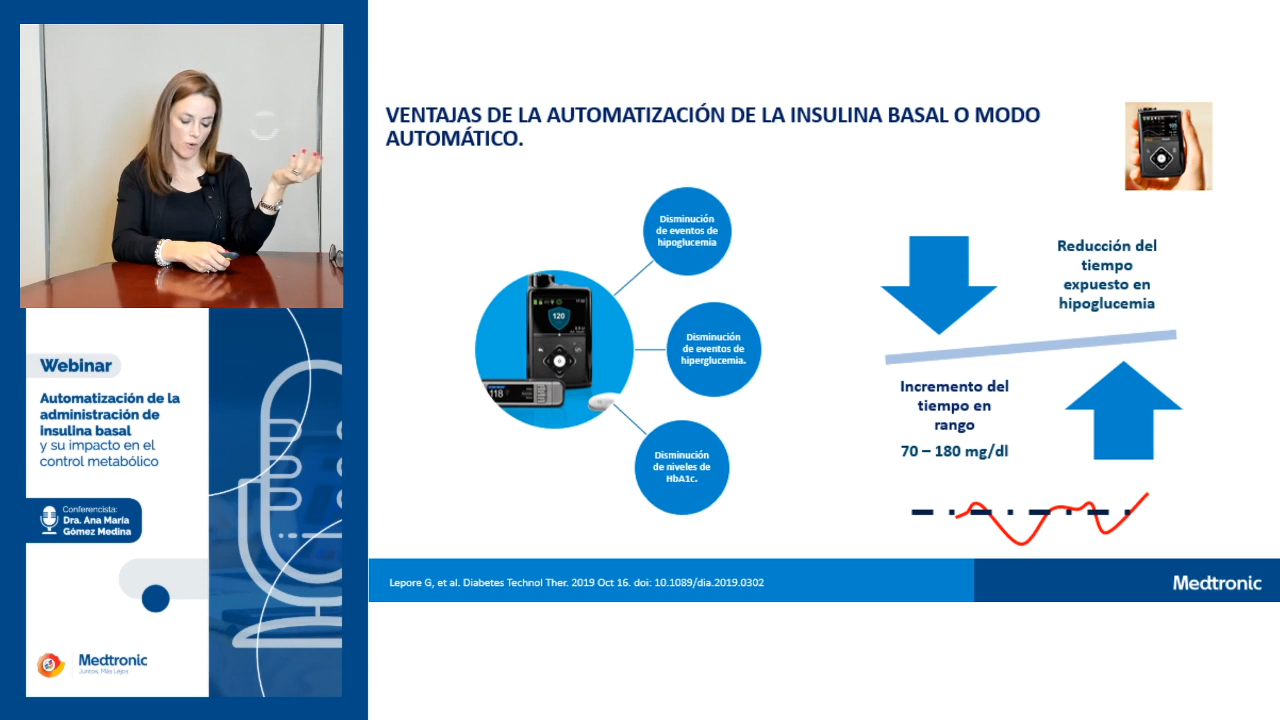 VENTAJAS DE LA AUTOMATIZACIÓN DE LA INSULINA BASAL O MODO
AUTOMÁTICO.
Disminución
de eventos de
hipoglucemia
Disminución
de eventos de
hiperglucemia.
Disminución
de niveles de
HbA1c.
120
118
Reducción del
tiempo
expuesto en
hipoglucemia
Incremento del
tiempo en
rango
70 – 180 mg/dl
Lepore G, et al. Diabetes Technol Ther. 2019 Oct 16. doi: 10.1089/dia.2019.0302
Medtronic
Webinar
Automatización de la
administración de
insulina basal
y su impacto en el
control metabólico
Conferencista:
Dra. Ana María
Gómez Medina
Medtronic
Juntos, Más Lejos